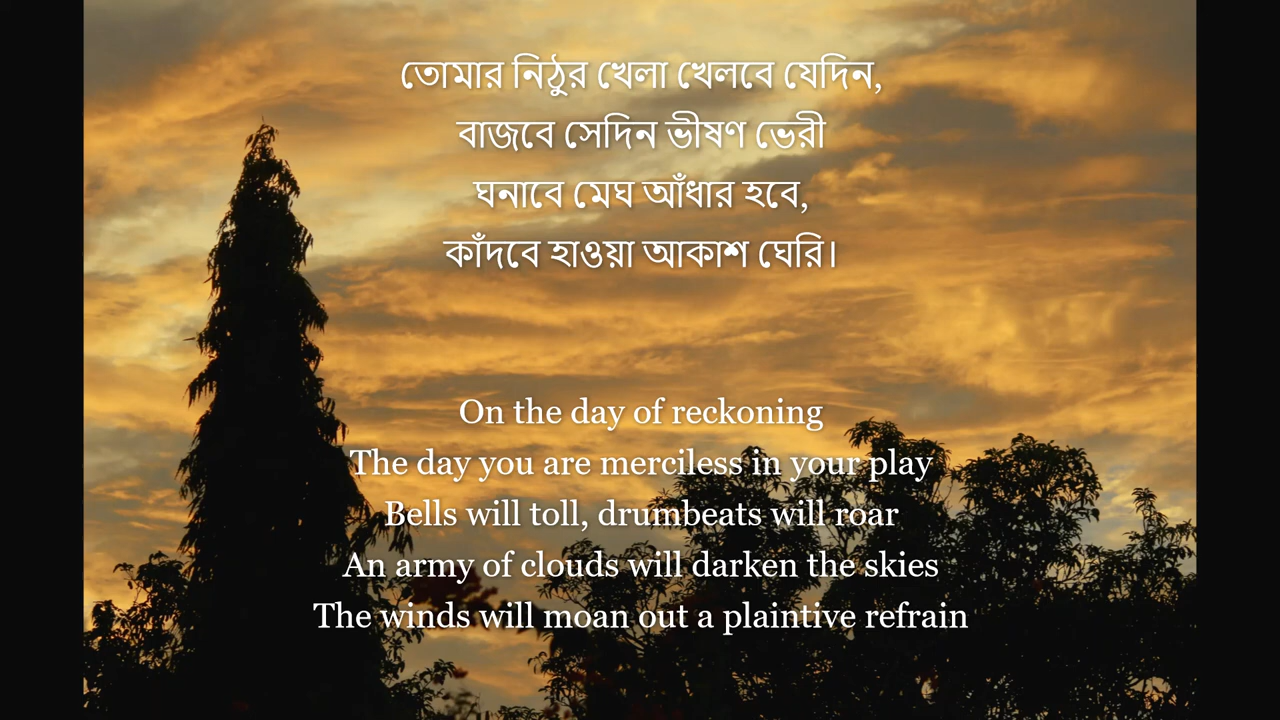 তোমার নিঠুর খেলা খেলবে যেদিন,
বাজবে সেদিন ভীষণ ভেরী
ঘনাবে মেঘ আঁধার হবে,
কাঁদবে হাওয়া আকাশ ঘেরি।
On the day of reckoning
The day you are merciless in your play
Bells will toll, drumbeats will roar
An army of clouds will darken the skies
The winds will moan out a plaintive refrain